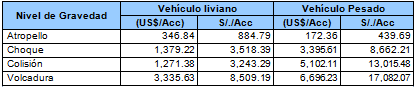 Nivel de Gravedad Vehículo liviano Vehículo Pesado
(US$/Acc) S/./Acc) (US$/Acc) S/./Acc)
Atropello 346.84 884.79 172.36 439.69
Choque 1,379.22 3,518.39 3,395.61 8,662.21
Colisión 1,271.38 3,243.29 5,102.11 13,015.48
Volcadura 3,335.63 8,509.19 6,696.23 17,082.07